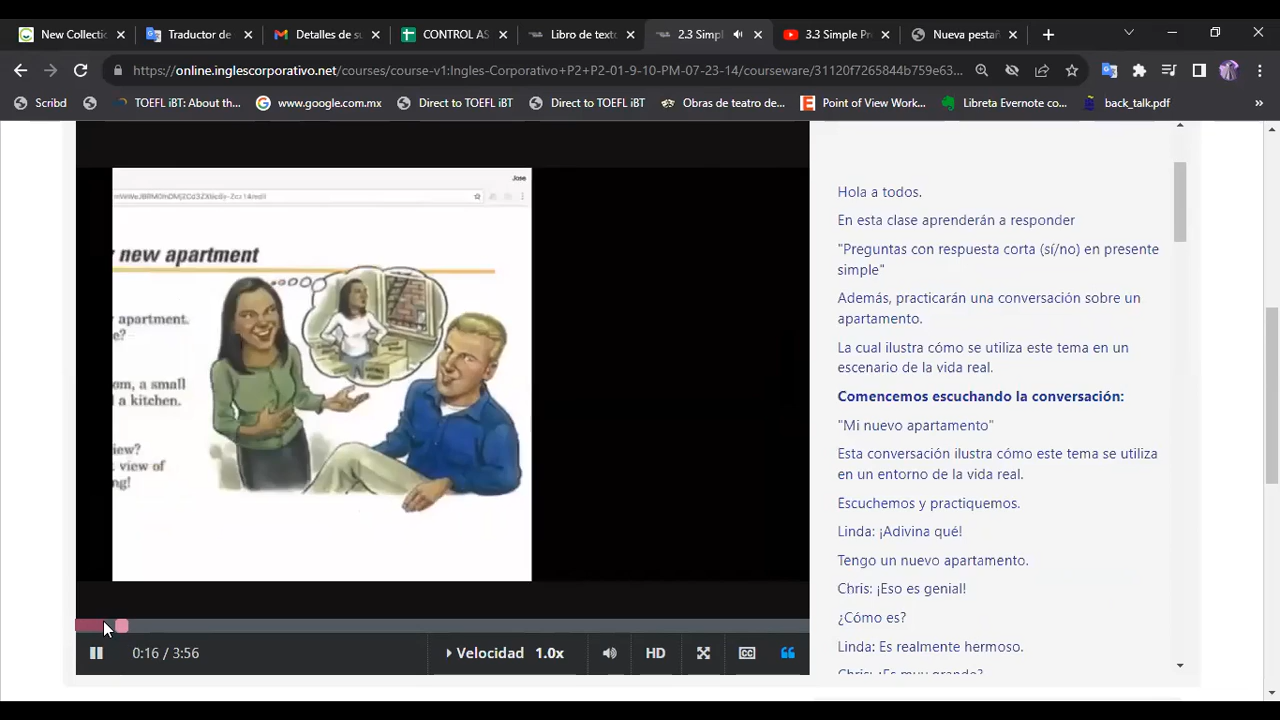 New Collecti
Traductor de
Detalles de su
CONTROL AS
Libro de texto
2.3 Simpl
3.3 Simple Pr
Nueva pestañ
https://online.inglescorporativo.net/courses/course-v1:Ingles-Corporativo+P2+P2-01-9-10-PM-07-23-14/courseware/31120f7265844b759e63...
Scribd
TOEFL iBT: About th...
www.google.com.mx
Direct to TOEFL iBT
Direct to TOEFL iBT
Obras de teatro de...
Point of View Work...
Libreta Evernote co...
back_talk.pdf
»
Jose
new apartment
apartment.
e?
om, a small
l a kitchen.
iew?
view of
ng!
Hola a todos.
En esta clase aprenderán a responder
"Preguntas con respuesta corta (sí/no) en presente
simple"
Además, practicarán una conversación sobre un
apartamento.
La cual ilustra cómo se utiliza este tema en un
escenario de la vida real.
Comencemos escuchando la conversación:
"Mi nuevo apartamento"
Esta conversación ilustra cómo este tema se utiliza
en un entorno de la vida real.
Escuchemos y practiquemos.
Linda: ¡Adivina qué!
Tengo un nuevo apartamento.
Chris: ¡Eso es genial!
¿Cómo es?
Linda: Es realmente hermoso.
Chris: ¿Es muy grande?
0:16 / 3:56
Velocidad 1.0x
HD
CC